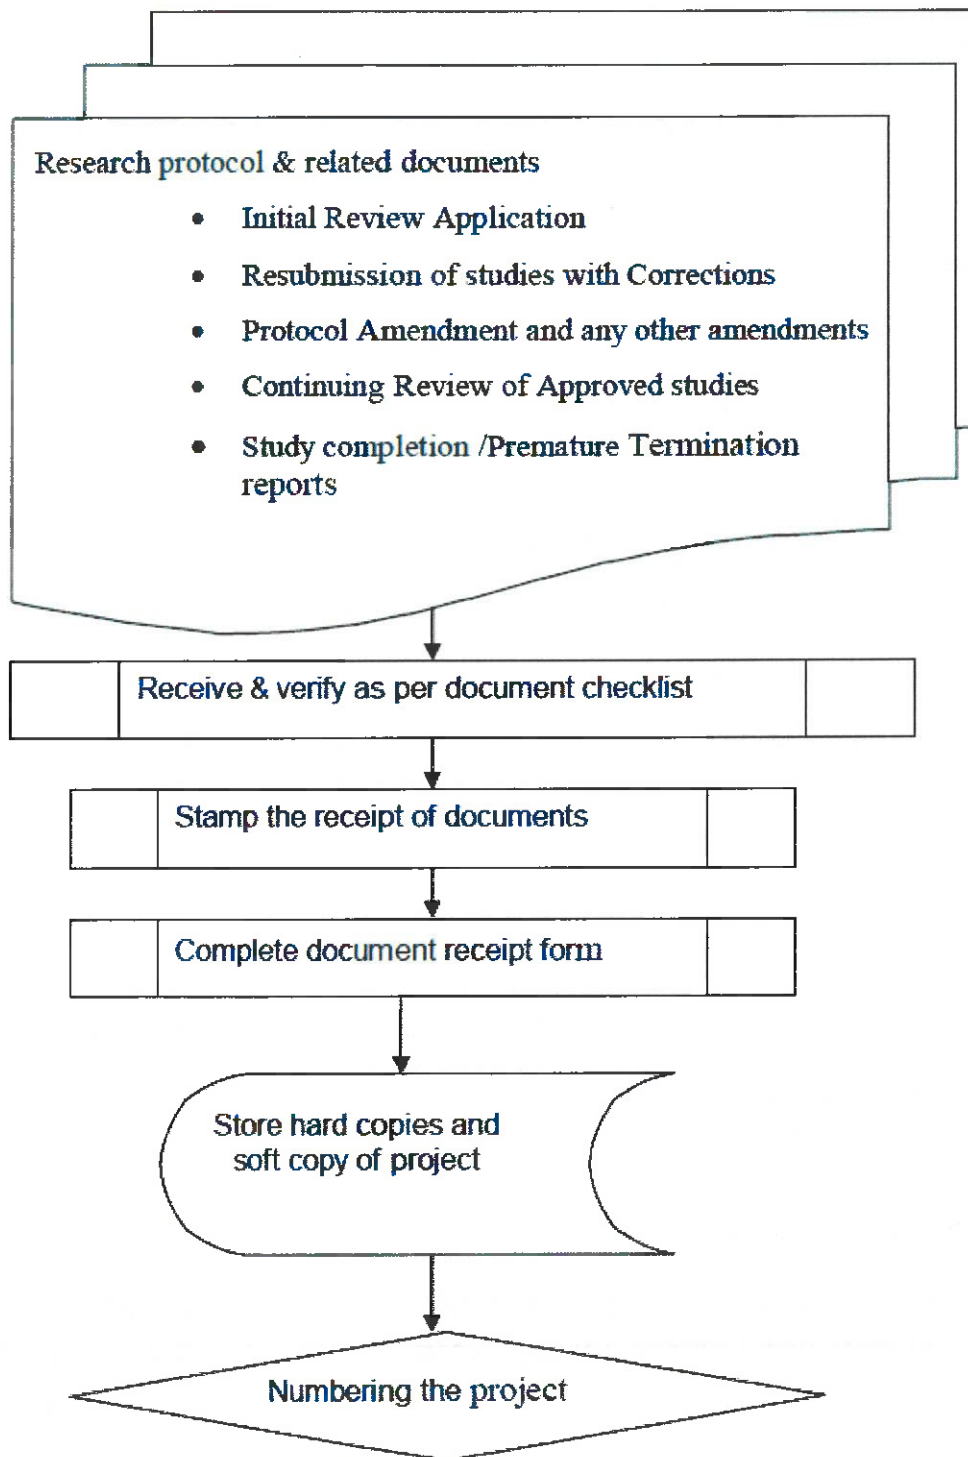 Research protocol & related documents
• Initial Review Application
• Resubmission of studies with Corrections
• Protocol Amendment and any other amendments
• Continuing Review of Approved studies
• Study completion /Premature Termination
reports
Receive & verify as per document checklist
Stamp the receipt of documents
Complete document receipt form
Store hard copies and
soft copy of project
Numbering the project